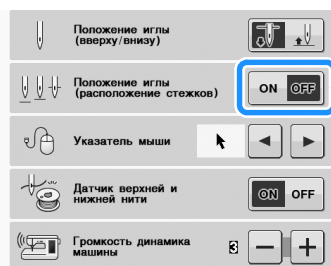 Положение иглы
(вверху/внизу)
Положение иглы
(расположение стежков)
ON OFF
Указатель мыши
Датчик верхней и
нижней нити
ON OFF
Громкость динамика
машины
3